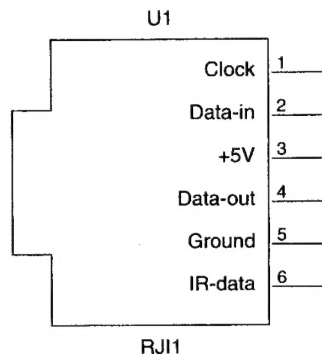 U1
Clock 1
Data-in 2
+5V 3
Data-out 4
Ground 5
IR-data 6
RJI1